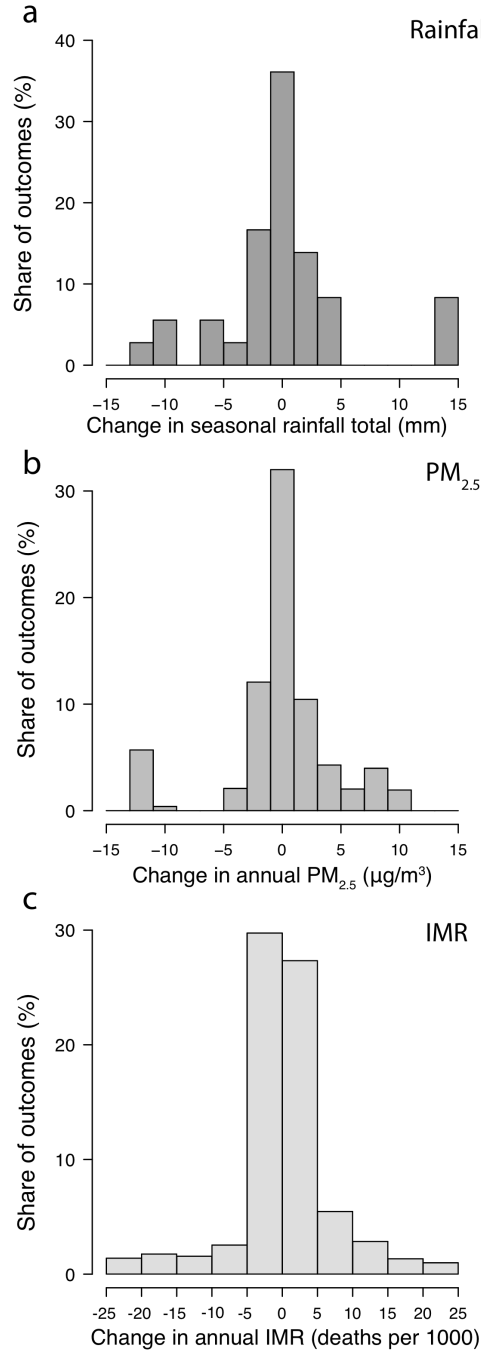 a
Rainfal
Share of outcomes (%)
40
30
20
10
0
−15 −10 −5 0 5 10 15
Change in seasonal rainfall total (mm)
b
PM2.5
Share of outcomes (%)
30
20
10
0
−15 −10 −5 0 5 10 15
Change in annual PM2.5 (μg/m³)
c
IMR
Share of outcomes (%)
30
20
10
0
-25 -20 -15 -10 -5 0 5 10 15 20 25
Change in annual IMR (deaths per 1000)